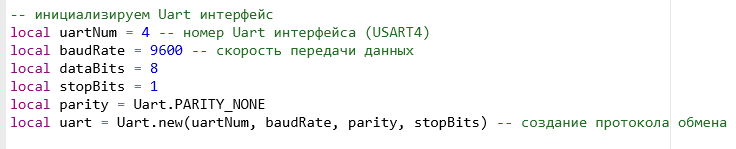 -- инициализируем Uart интерфейс
local uartNum = 4 -- номер Uart интерфейса (USART4)
local baudRate = 9600 -- скорость передачи данных
local dataBits = 8
local stopBits = 1
local parity = Uart.PARITY_NONE
local uart = Uart.new(uartNum, baudRate, parity, stopBits) -- создание протокола обмена